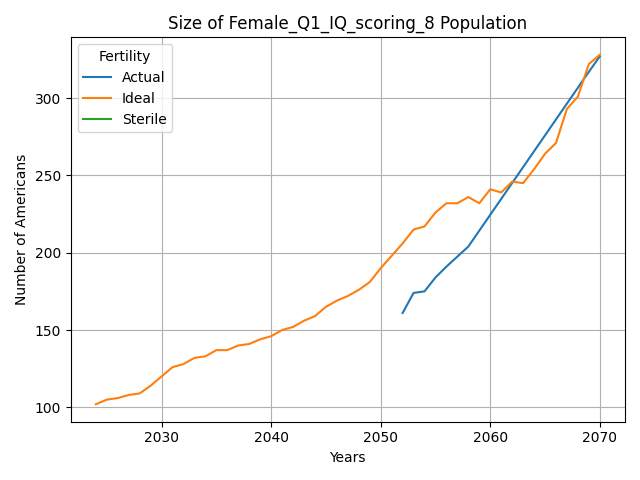 Size of Female_Q1_IQ_scoring_8 Population
Fertility
Actual
Ideal
Sterile
Number of Americans
300
250
200
150
100
2030 2040 2050 2060 2070
Years